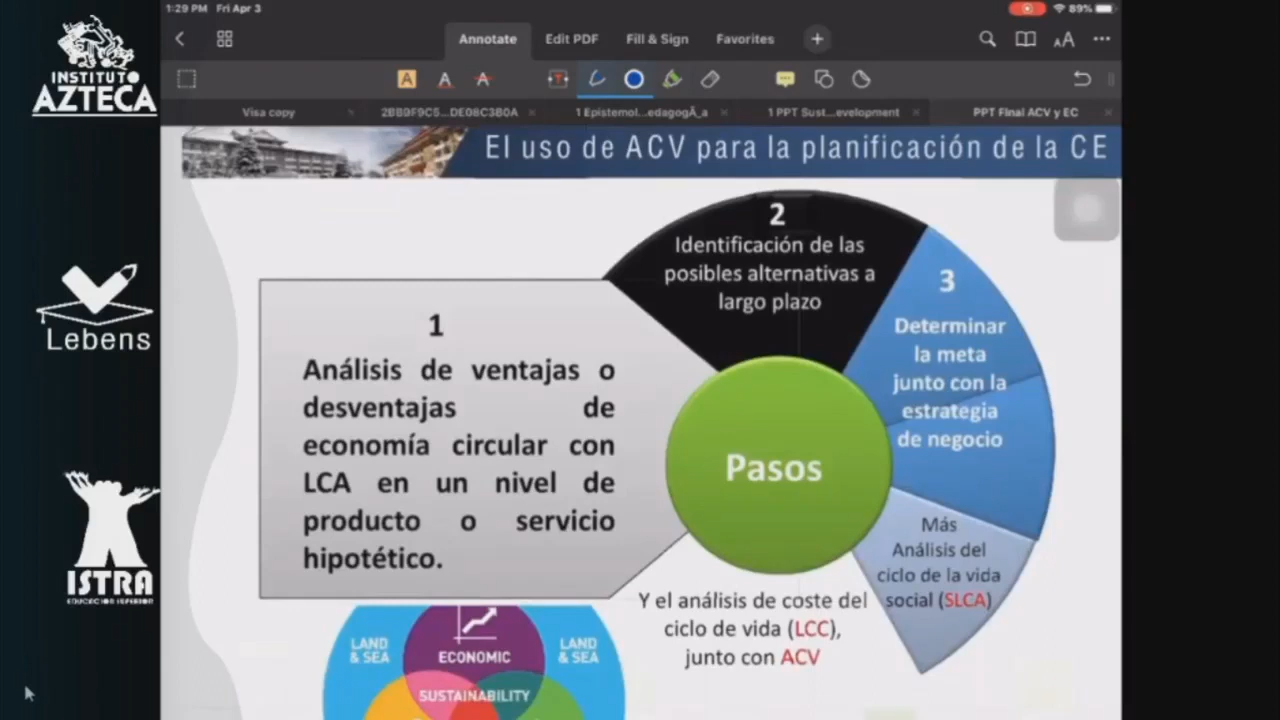 1:29 PM Fri Apr 3
89%
Annotate
Edit PDF
Fill & Sign
Favorites
Visa copy
2BB0F9C5...DE08C3B0A
1 Epistemol...edagogÃ_a
1 PPT Sust...evelopment
PPT Final ACV y EC
INSTITUTO
AZTECA
Lebens
ISTRA
EDUCACION SUPERIOR
El uso de ACV para la planificación de la CE
1
Análisis de ventajas o
desventajas de
economía circular con
LCA en un nivel de
producto o servicio
hipotético.
2
Identificación de las
posibles alternativas a
largo plazo
3
Determinar
la meta
junto con la
estrategia
de negocio
Pasos
Más
Análisis del
ciclo de la vida
social (SLCA)
Y el análisis de coste del
ciclo de vida (LCC),
junto con ACV
LAND
& SEA
ECONOMIC
LAND
& SEA
SUSTAINABILITY